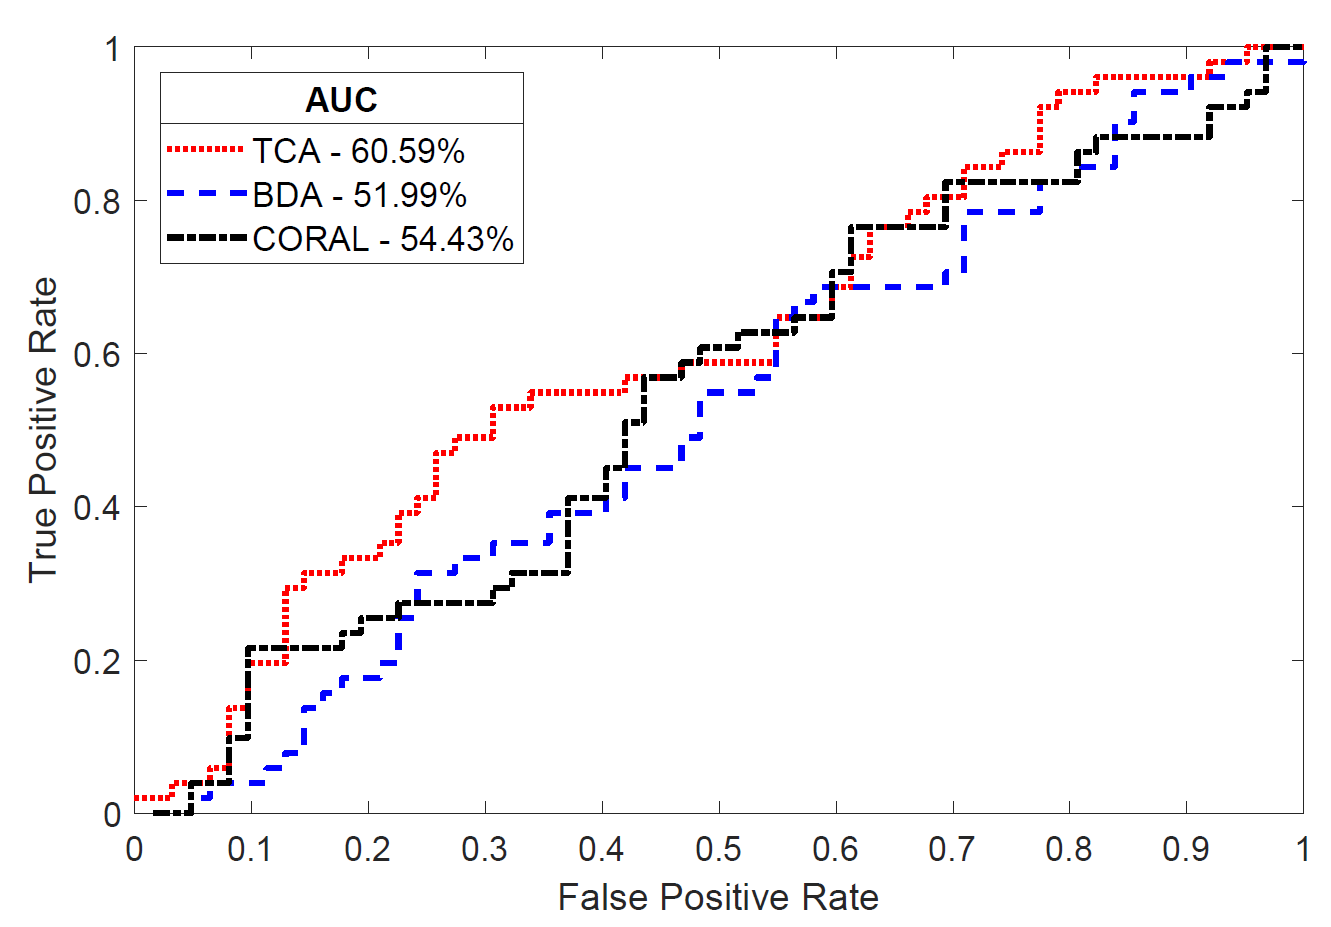 AUC
TCA - 60.59%
BDA - 51.99%
CORAL - 54.43%
True Positive Rate
1
0.8
0.6
0.4
0.2
0
0 0.1 0.2 0.3 0.4 0.5 0.6 0.7 0.8 0.9 1
False Positive Rate